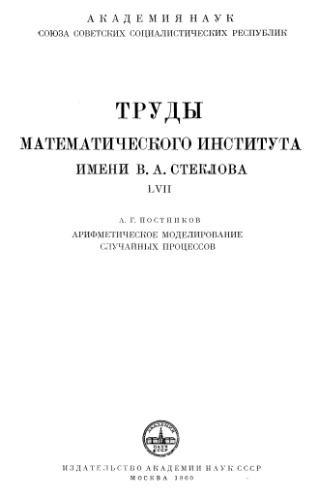 АКАДЕМИЯ НАУК
СОЮЗА СОВЕТСКИХ СОЦИАЛИСТИЧЕСКИХ РЕСПУБЛИК
ТРУДЫ
МАТЕМАТИЧЕСКОГО ИНСТИТУТА
ИМЕНИ В. А. СТЕКЛОВА
LVII
А. Г. ПОСТНИКОВ
АРИФМЕТИЧЕСКОЕ МОДЕЛИРОВАНИЕ
СЛУЧАЙНЫХ ПРОЦЕССОВ
ИЗДАТЕЛЬСТВО АКАДЕМИИ НАУК СССР
МОСКВА 1960